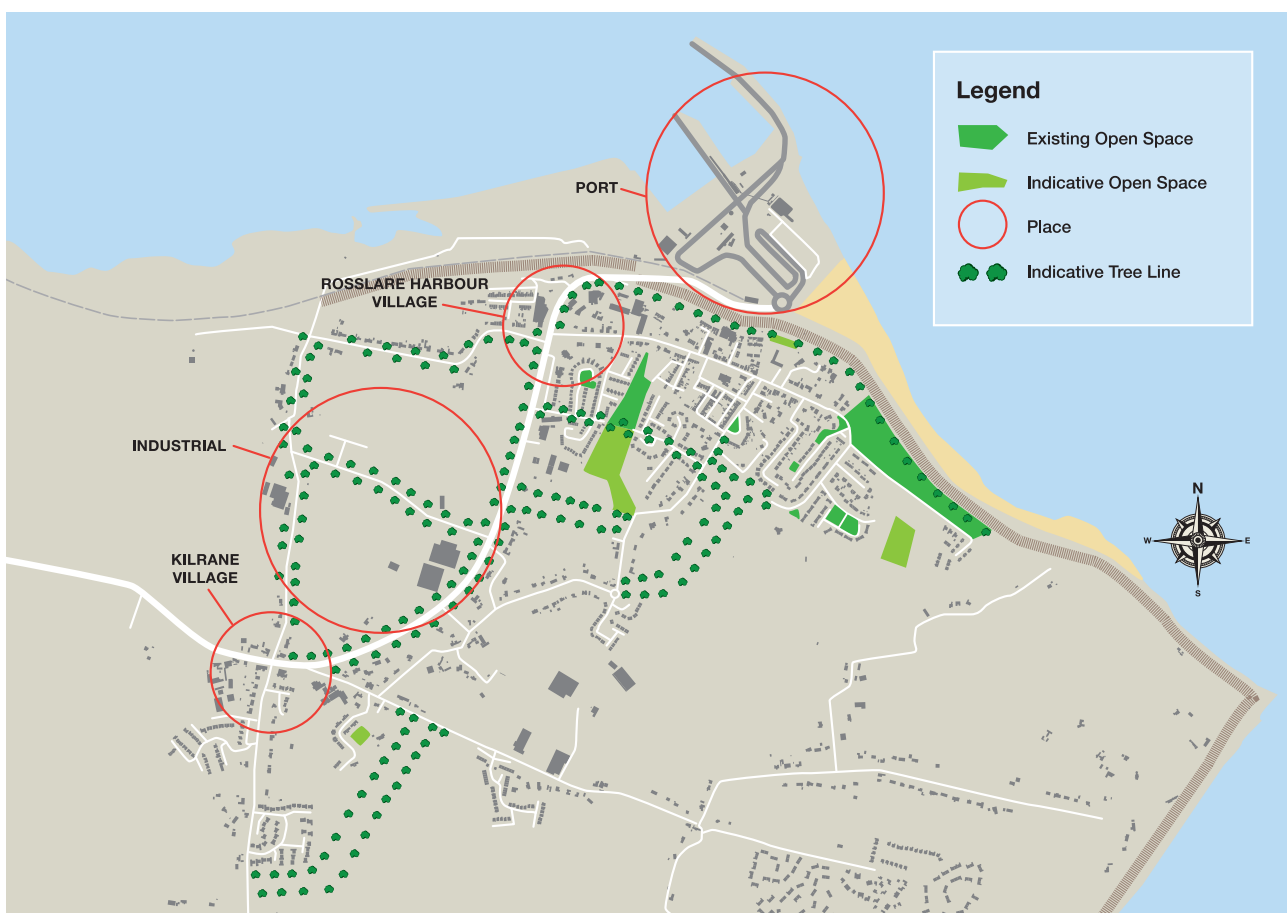 Legend
Existing Open Space
Indicative Open Space
Place
Indicative Tree Line
PORT
ROSSLARE HARBOUR
VILLAGE
INDUSTRIAL
KILRANE
VILLAGE
N
W
E
S